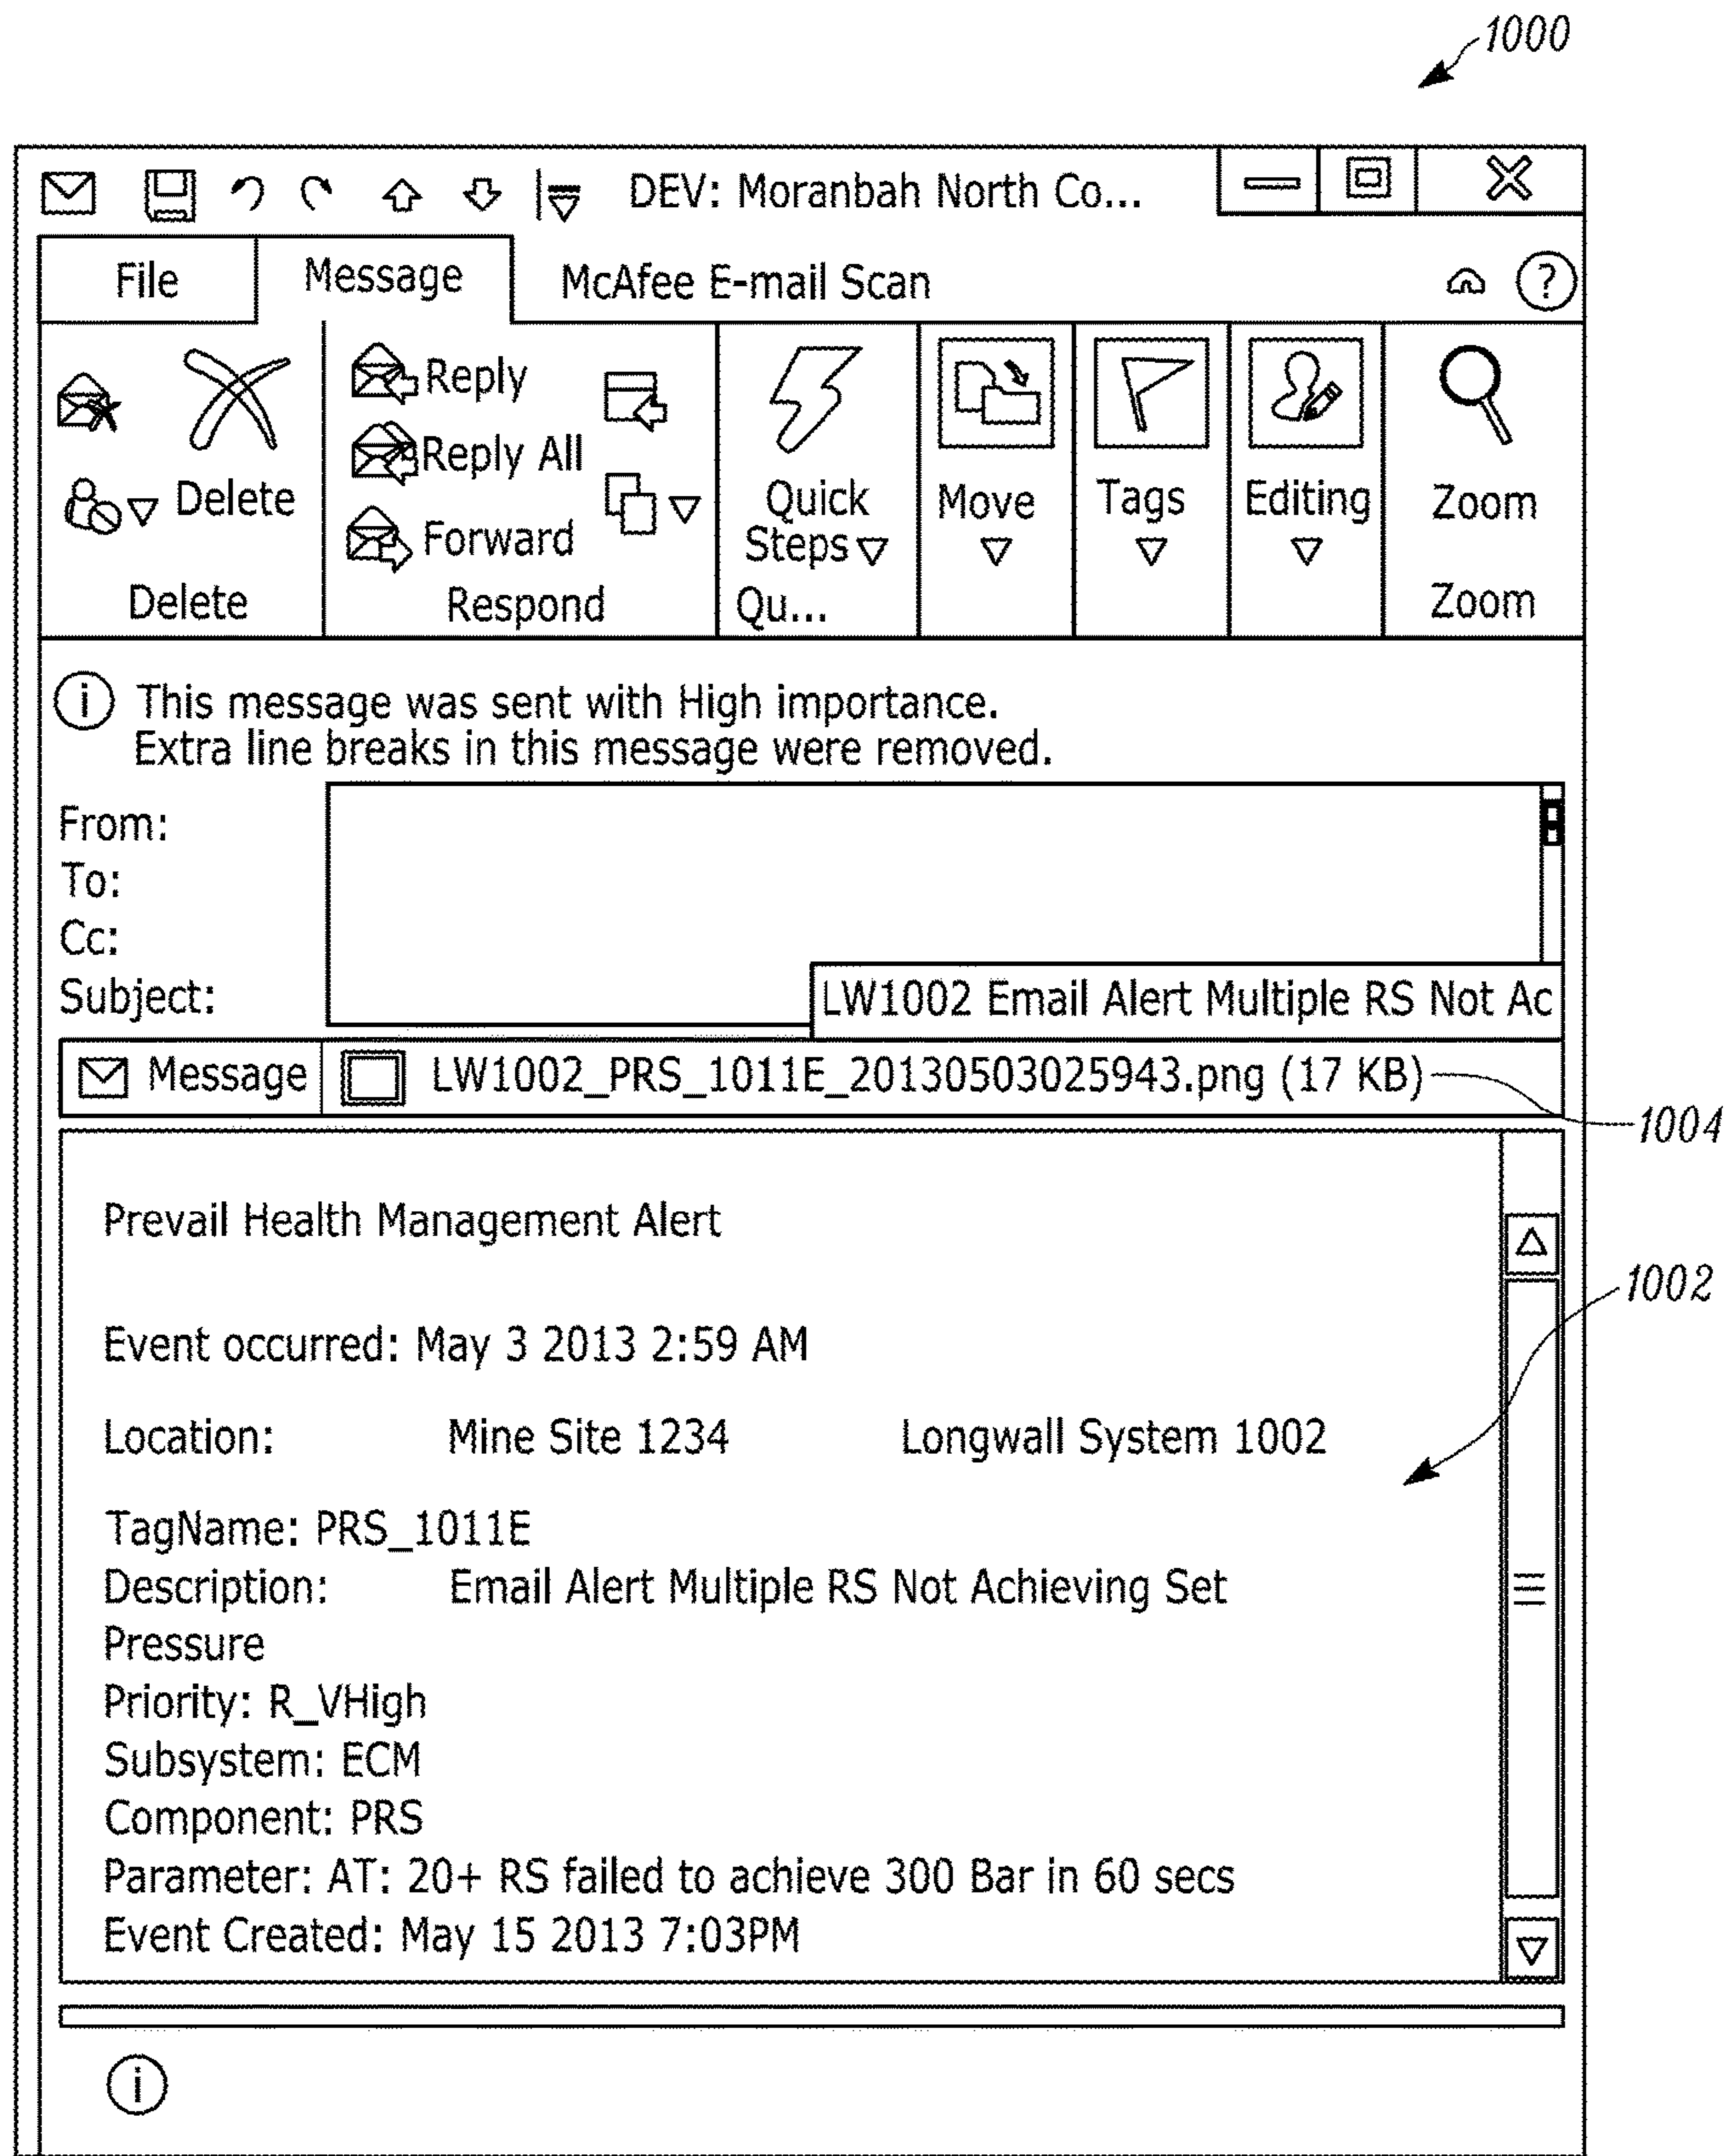 1000
DEV: Moranbah North Co...
File Message McAfee E-mail Scan ?
Reply
Reply All
Delete Quick Move Tags Editing Zoom
Forward Steps
Delete Respond Qu... Zoom
i This message was sent with High importance.
Extra line breaks in this message were removed.
From:
To:
Cc:
Subject: LW1002 Email Alert Multiple RS Not Ac
Message LW1002_PRS_1011E_20130503025943.png (17 KB)
1004
Prevail Health Management Alert
1002
Event occurred: May 3 2013 2:59 AM
Location: Mine Site 1234 Longwall System 1002
TagName: PRS_1011E
Description: Email Alert Multiple RS Not Achieving Set
Pressure
Priority: R_VHigh
Subsystem: ECM
Component: PRS
Parameter: AT: 20+ RS failed to achieve 300 Bar in 60 secs
Event Created: May 15 2013 7:03PM
i